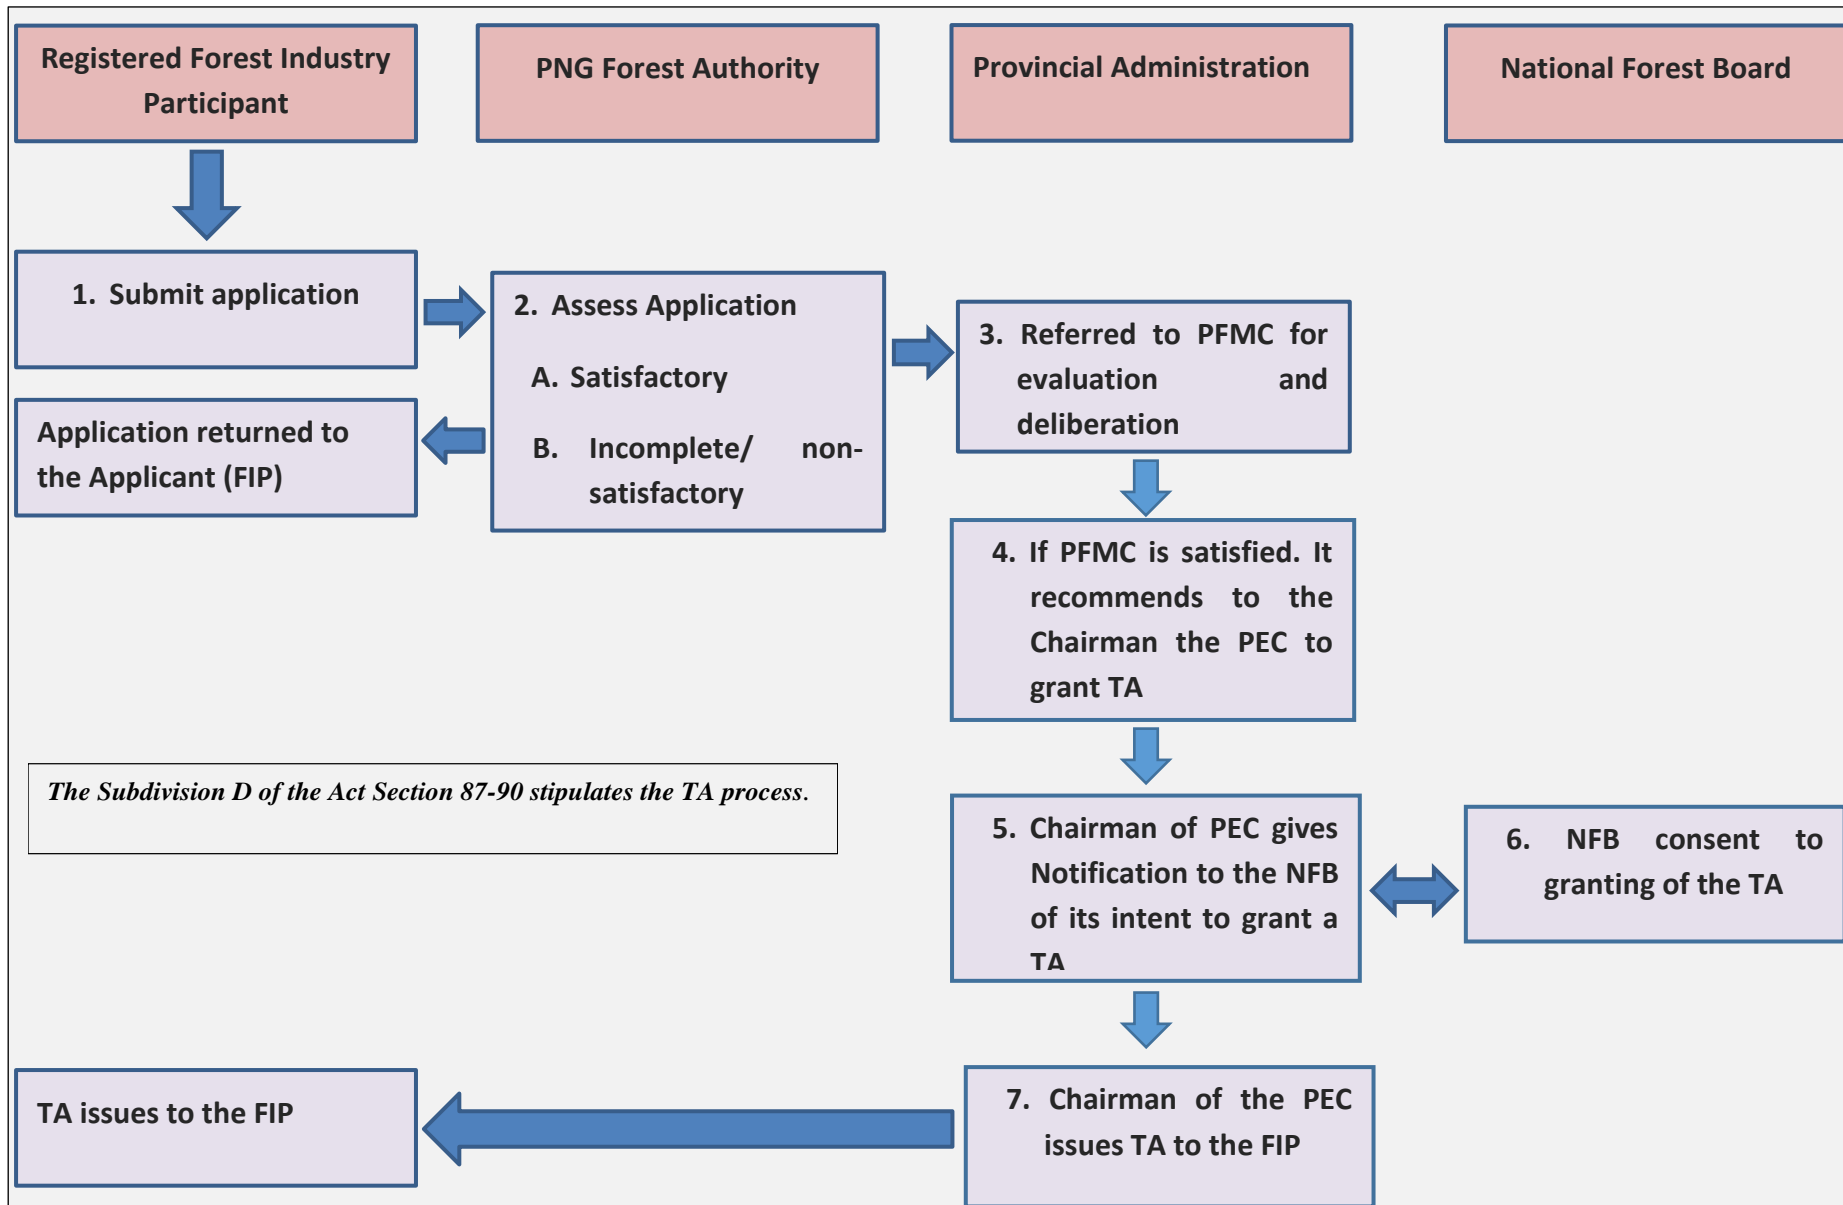 Registered Forest Industry
Participant
PNG Forest Authority
Provincial Administration
National Forest Board
1. Submit application
2. Assess Application
A. Satisfactory
B. Incomplete/ non-
satisfactory
Application returned to
the Applicant (FIP)
3. Referred to PFMC for
evaluation and
deliberation
4. If PFMC is satisfied. It
recommends to the
Chairman the PEC to
grant TA
The Subdivision D of the Act Section 87-90 stipulates the TA process.
5. Chairman of PEC gives
Notification to the NFB
of its intent to grant a
TA
6. NFB consent to
granting of the TA
7. Chairman of the PEC
issues TA to the FIP
TA issues to the FIP